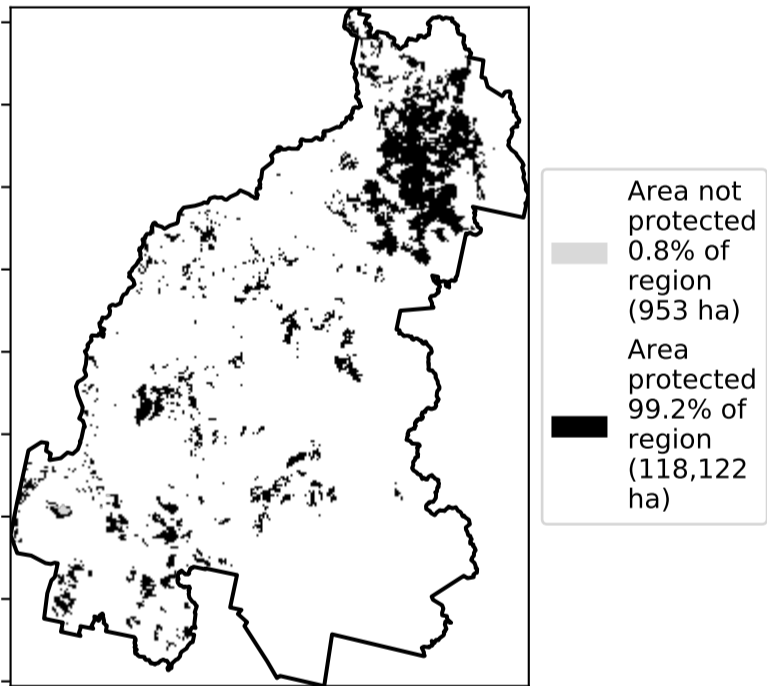 Area not
protected
0.8% of
region
(953 ha)
Area
protected
99.2% of
region
(118,122
ha)